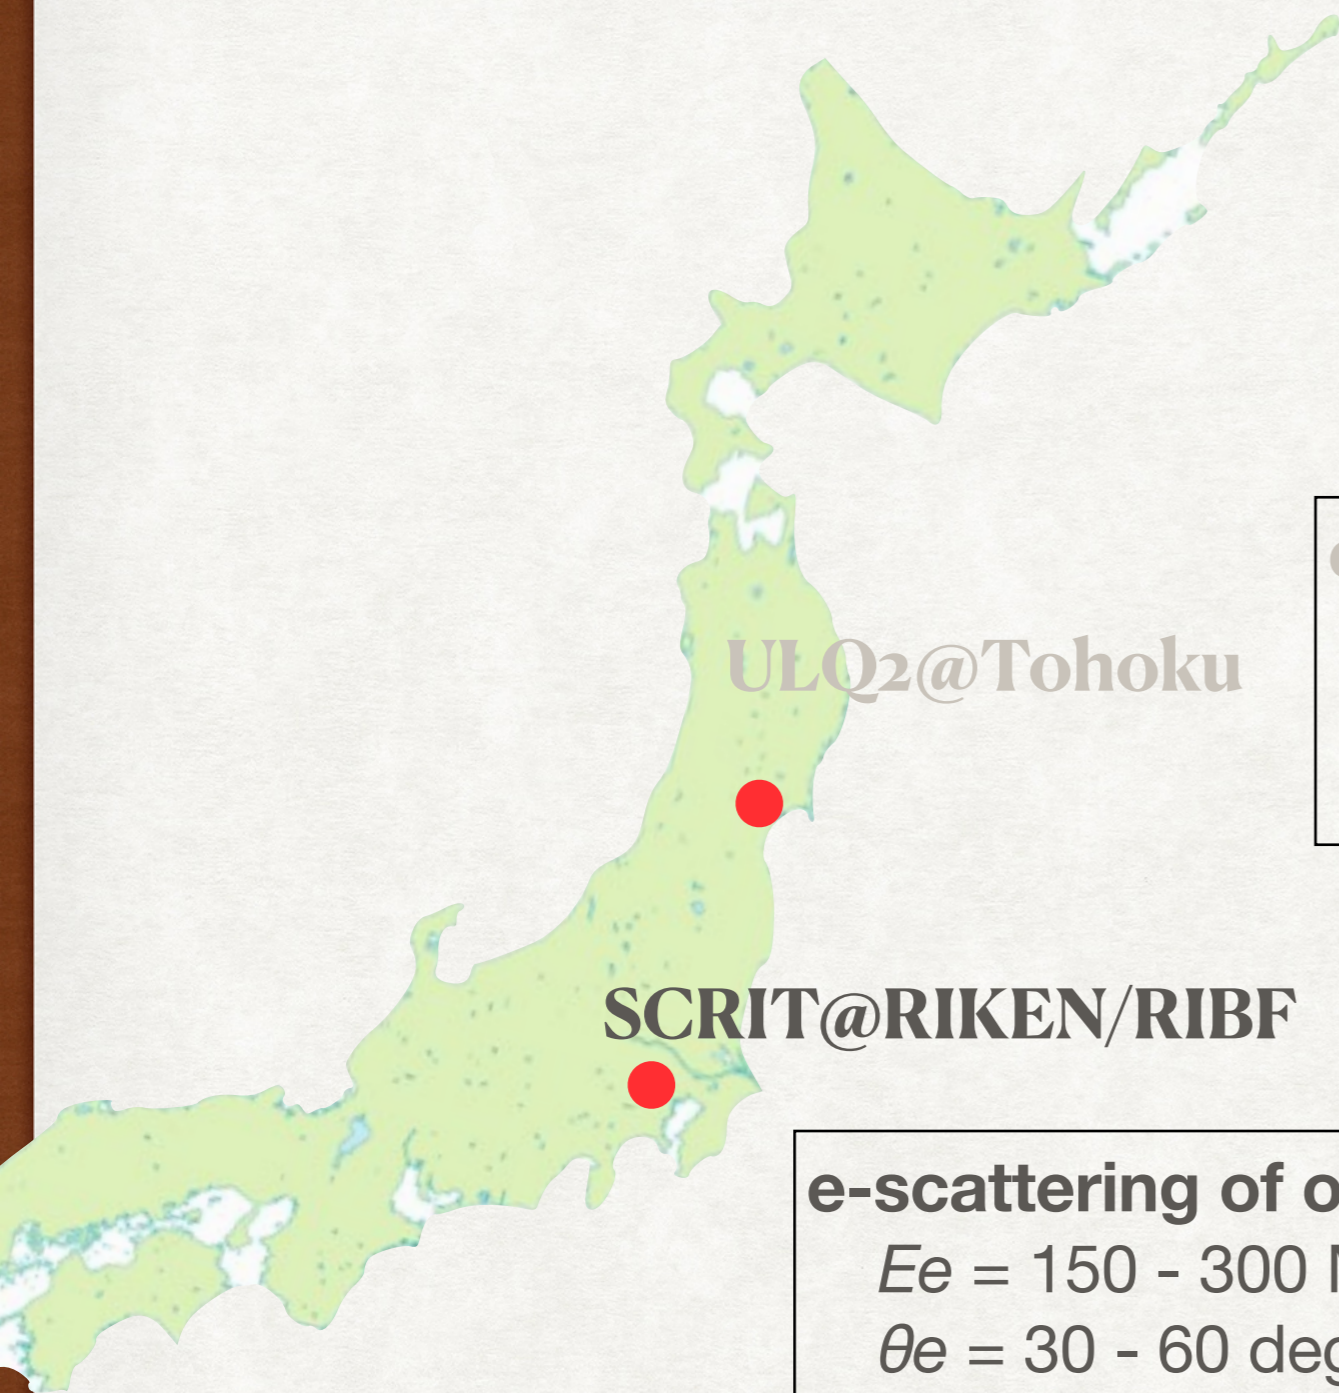 ULQ2@Tohoku
SCRIT@RIKEN/RIBF
e-scattering of
Ee = 150 - 300
θe = 30 - 60 deg